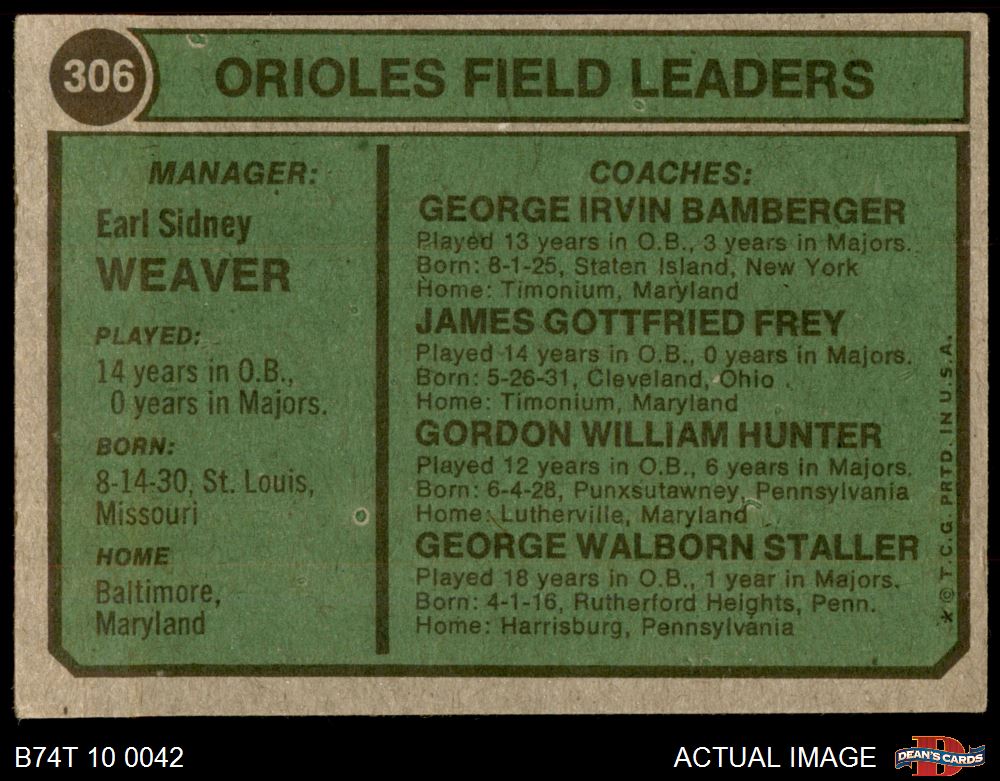 306
ORIOLES FIELD LEADERS
MANAGER:
Earl Sidney
WEAVER
PLAYED:
14 years in O.B.,
0 years in Majors.
BORN:
8-14-30, St. Louis,
Missouri
HOME
Baltimore,
Maryland
COACHES:
GEORGE IRVIN BAMBERGER
Played 13 years in O.B., 3 years in Majors.
Born: 8-1-25, Staten Island, New York
Home: Timonium, Maryland
JAMES GOTTFRIED FREY
Played 14 years in O.B., 0 years in Majors.
Born: 5-26-31, Cleveland, Ohio
Home: Timonium, Maryland
GORDON WILLIAM HUNTER
Played 12 years in O.B., 6 years in Majors.
Born: 6-4-28, Punxsutawney, Pennsylvania
Home: Lutherville, Maryland
GEORGE WALBORN STALLER
Played 18 years in O.B., 1 year in Majors.
Born: 4-1-16, Rutherford Heights, Penn.
Home: Harrisburg, Pennsylvania
* © T.C.G. PRTD. IN U.S.A.
B74T 10 0042
ACTUAL IMAGE
D
DEAN'S CARDS